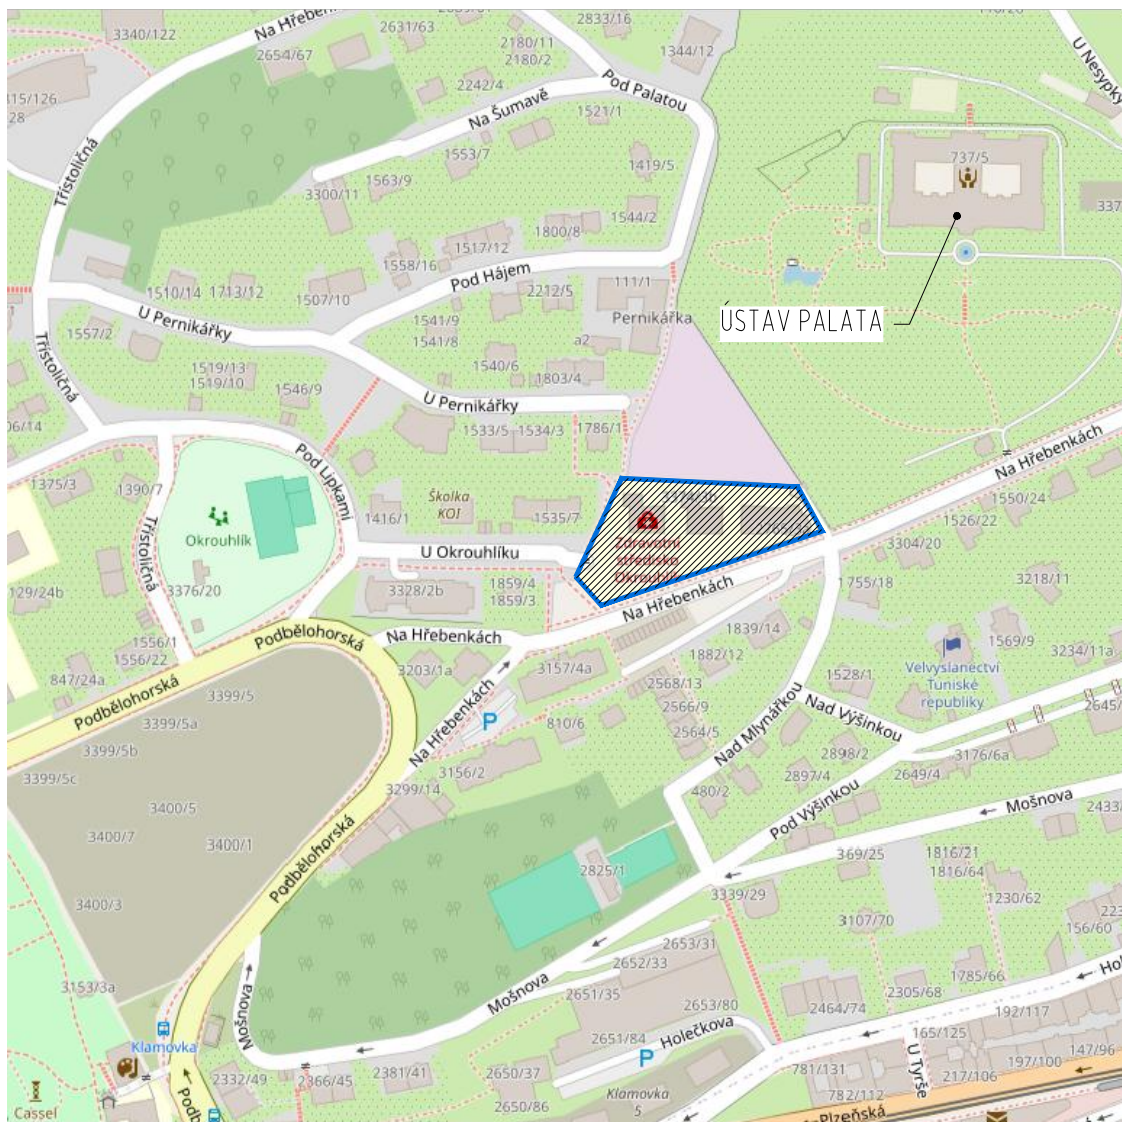 3340/122
Na Hřebenkách
2631/63
2654/67
2833/16
2180/11
2180/2
1344/12
U Nesypky
2242/4
Pod Palatou
Na Šumavě
1521/1
1553/7
1419/5
1563/9
3300/11
1544/2
1800/8
1517/12
1558/16
737/5
Třístoličná
Pod Hájem
1510/14
1713/12
1507/10
2212/5
111/1
Pernikářka
ÚSTAV PALATA
U Pernikářky
1557/2
1541/9
1541/8
a2
1540/6
1803/4
Třístoličná
1519/13
1519/10
1546/9
U Pernikářky
1533/5
1534/3
1786/1
Pod Lipkami
Na Hřebenkách
1375/3
1390/7
Školka
KOI
1416/1
1535/7
1550/24
1526/22
Okrouhlík
Třístoličná
U Okrouhlíku
Zdravotní
středisko
Okrouhlík
3304/20
3376/20
3328/2b
1859/4
1859/3
Na Hřebenkách
1755/18
3218/11
129/24b
1556/1
1556/22
847/24a
Podbělohorská
Na Hřebenkách
1839/14
1882/12
1569/9
3234/11a
Velvyslanectví
Tuniské
republiky
3203/1a
3157/4a
2568/13
1528/1
Podbělohorská
3399/5
3399/5a
3399/5b
3399/5c
Na Hřebenkách
P
810/6
2566/9
2564/5
Nad Mlynářkou
Nad Výšinkou
2898/2
2897/4
3176/6a
2649/4
3156/2
3299/14
480/2
Pod Výšinkou
Mošnova
3400/5
3400/7
3400/1
3400/3
Podbělohorská
2825/1
369/25
1816/21
1816/64
3339/29
1230/62
3107/70
156/60
2653/31
2652/33
2651/35
2653/80
Mošnova
Mošnova
3153/3a
Klamovka
2651/84
Holečkova
P
2464/74
2305/68
1785/66
192/117
165/125
U Tyrše
147/96
197/100
217/106
2332/49
2366/45
2381/41
2650/37
2650/86
Klamovka
5
781/131
782/112
Plzeňská
Cassel